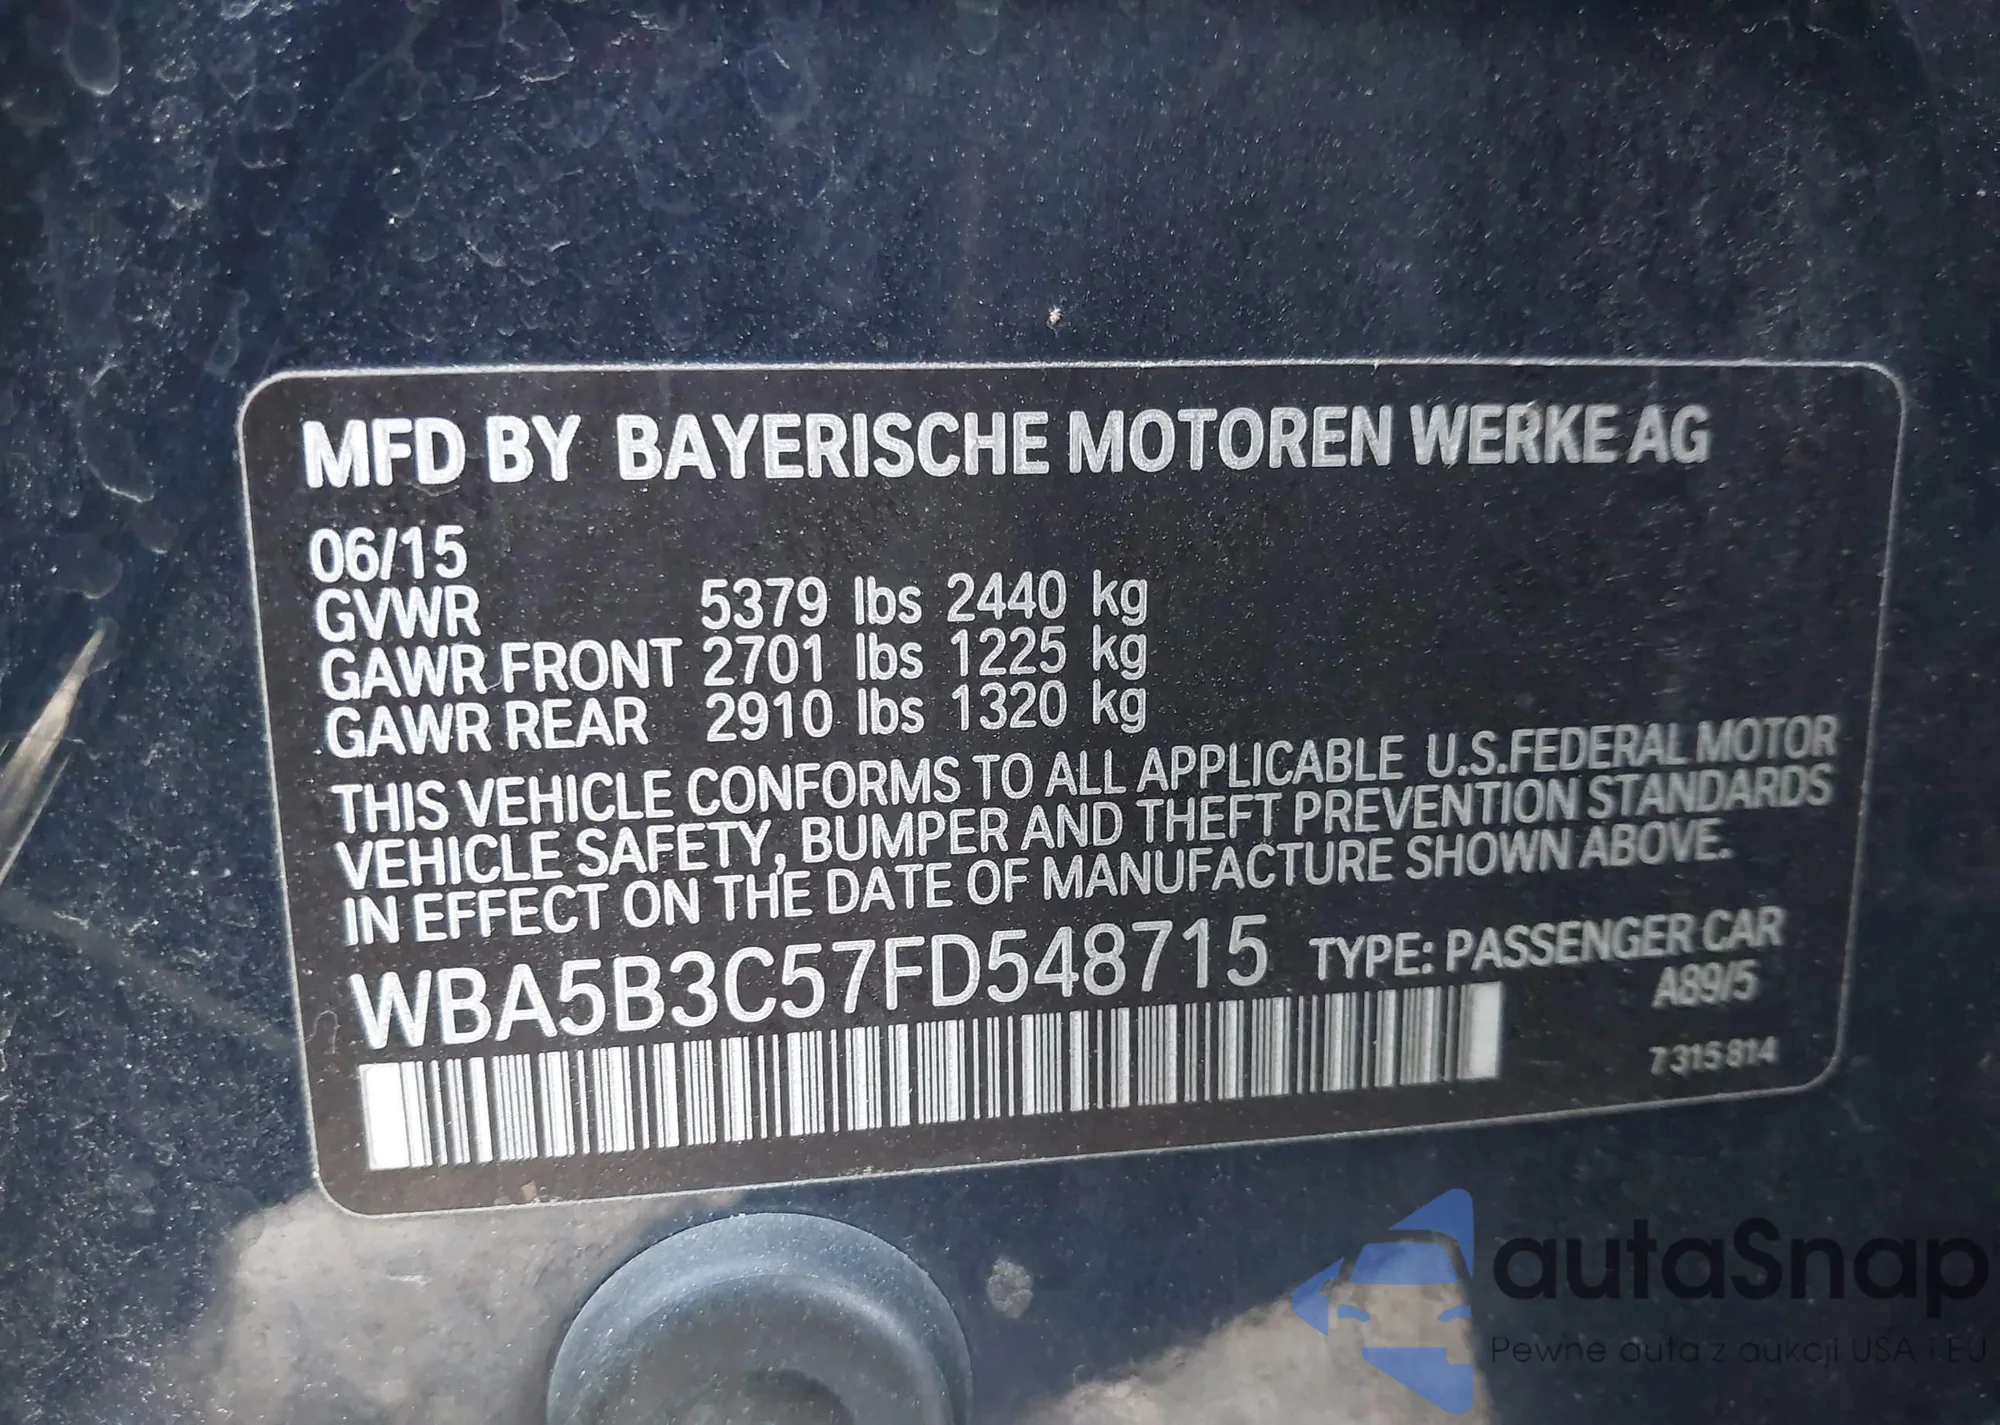 MFD BY BAYERISCHE MOTOREN WERKE AG
06/15
GVWR 5379 lbs 2440 kg
GAWR FRONT 2701 lbs 1225 kg
GAWR REAR 2910 lbs 1320 kg
THIS VEHICLE CONFORMS TO ALL APPLICABLE U.S.FEDERAL MOTOR
VEHICLE SAFETY, BUMPER AND THEFT PREVENTION STANDARDS
IN EFFECT ON THE DATE OF MANUFACTURE SHOWN ABOVE.
WBA5B3C57FD548715 TYPE: PASSENGER CAR
A89/5
7 315 814
autaSnap
Pewne auta z aukcji USA i EU